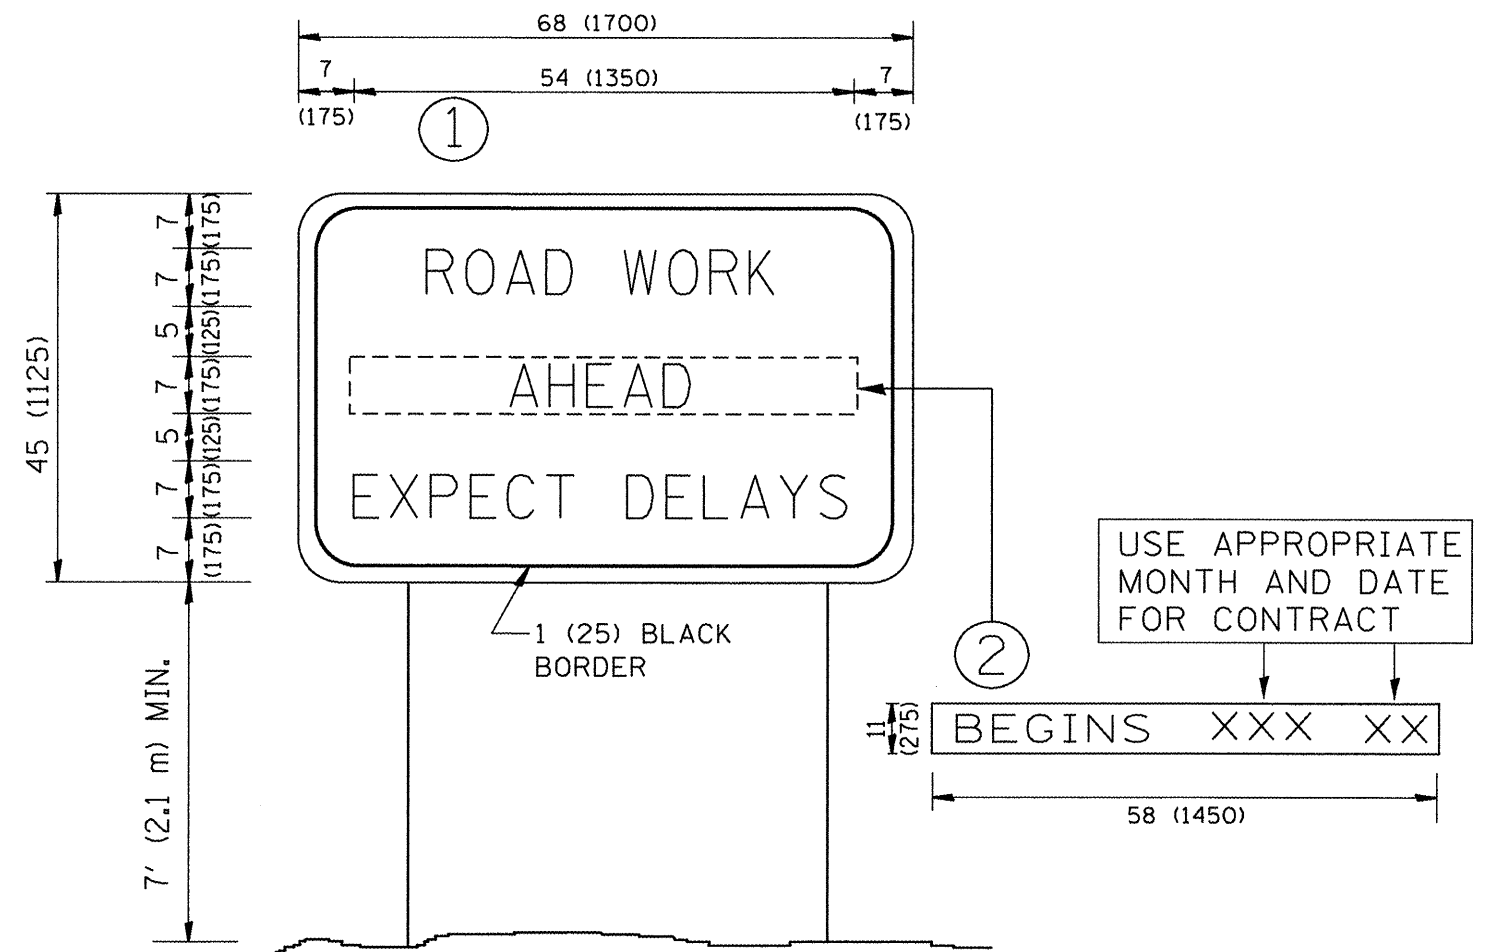 68 (1700)
7 54 (1350) 7
(175) (175)
1
7 (175)
7 (175)
5 (125)
7 (175)
5 (125)
7 (175)
7 (175)
45 (1125)
ROAD WORK
AHEAD
EXPECT DELAYS
1 (25) BLACK
BORDER
7' (2.1 m) MIN.
2
USE APPROPRIATE
MONTH AND DATE
FOR CONTRACT
11
(275)
BEGINS XXX XX
58 (1450)